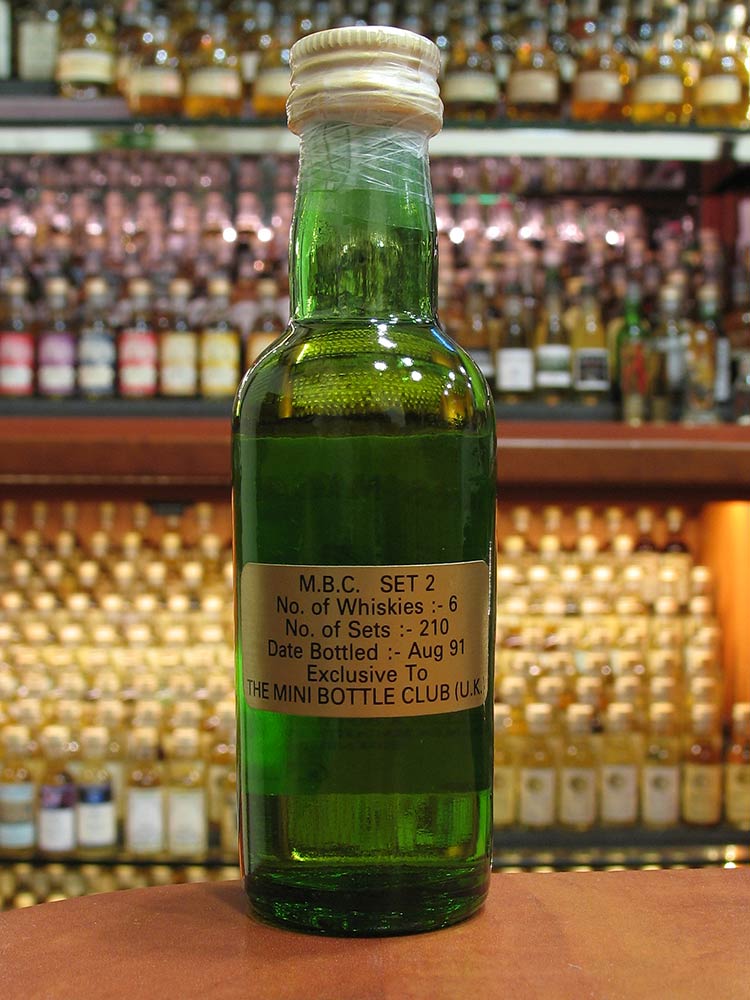 M.B.C. SET 2
No. of Whiskies :- 6
No. of Sets :- 210
Date Bottled :- Aug 91
Exclusive To
THE MINI BOTTLE CLUB (U.K.